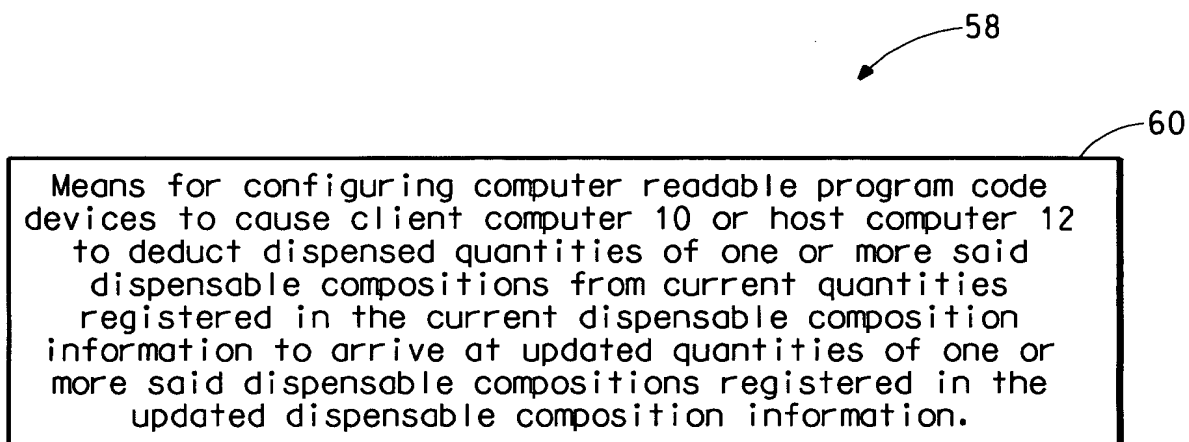 58
60
Means for configuring computer readable program code
devices to cause client computer 10 or host computer 12
to deduct dispensed quantities of one or more said
dispensable compositions from current quantities
registered in the current dispensable composition
information to arrive at updated quantities of one or
more said dispensable compositions registered in the
updated dispensable composition information.